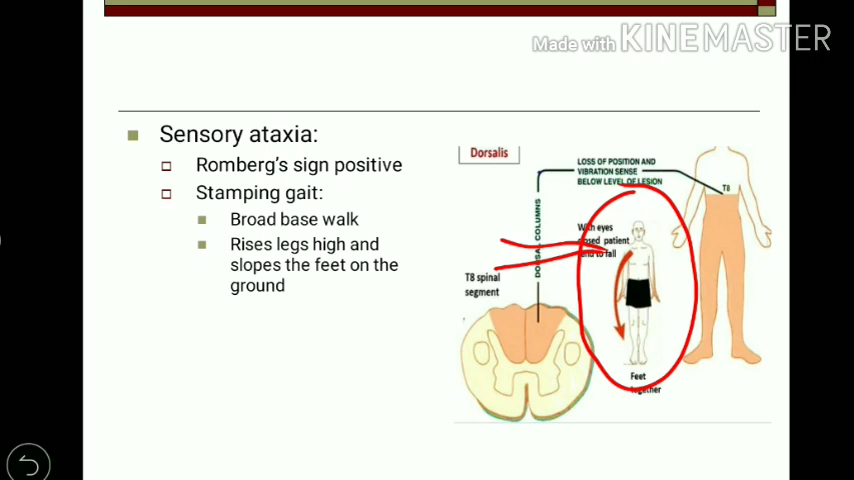 Made with KINEMASTER
Sensory ataxia:
Romberg's sign positive
Stamping gait:
Broad base walk
Rises legs high and
slopes the feet on the
ground
Dorsalis
LOSS OF POSITION AND
VIBRATION SENSE
BELOW LEVEL OF LESION
T8
DORSAL COLUMNS
With eyes
closed patient
tend to fall
T8 spinal
segment
Feet
together